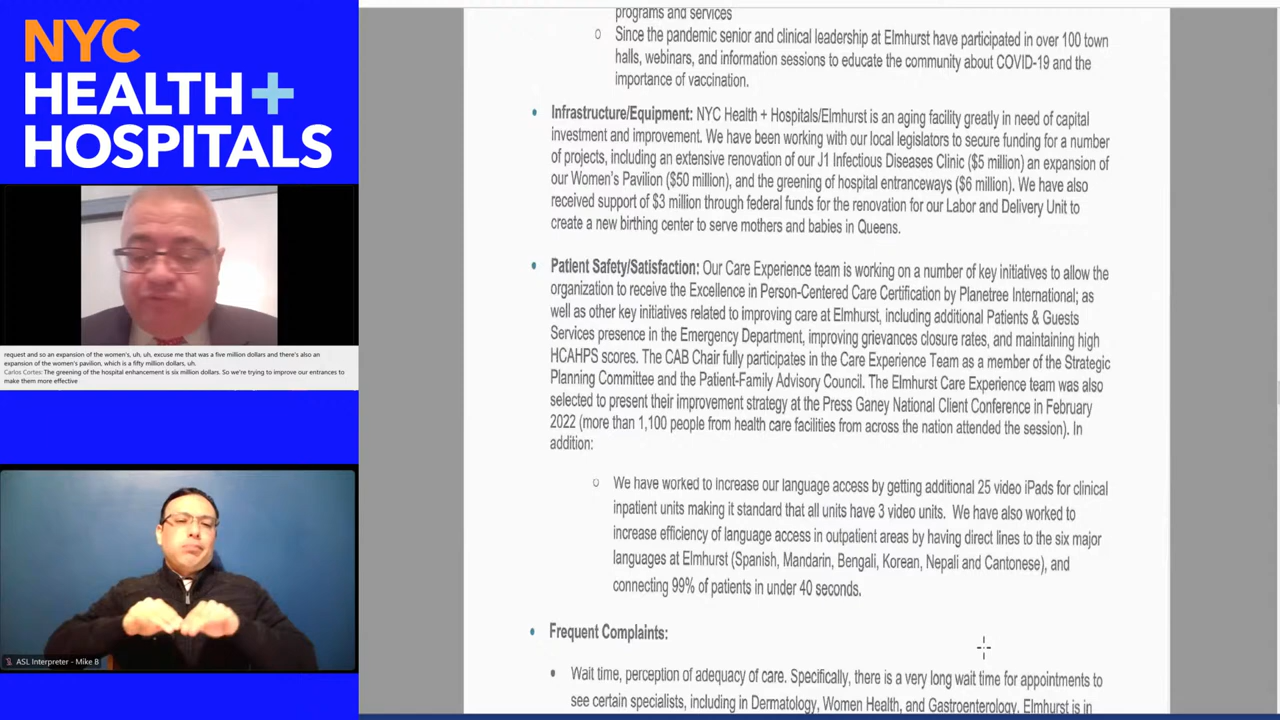 NYC
HEALTH+
HOSPITALS
request and so an expansion of the women's, uh, uh, excuse me that was a five million dollars and there's also an
expansion of the women's pavilion, which is a fifty million dollars, uh.
Carlos Cortes: The greening of the hospital enhancement is six million dollars. So we're trying to improve our entrances to
make them more effective
ASL Interpreter - Mike B
programs and services
o Since the pandemic senior and clinical leadership at Elmhurst have participated in over 100 town
halls, webinars, and information sessions to educate the community about COVID-19 and the
importance of vaccination.
• Infrastructure/Equipment: NYC Health + Hospitals/Elmhurst is an aging facility greatly in need of capital
investment and improvement. We have been working with our local legislators to secure funding for a number
of projects, including an extensive renovation of our J1 Infectious Diseases Clinic ($5 million) an expansion of
our Women's Pavilion ($50 million), and the greening of hospital entranceways ($6 million). We have also
received support of $3 million through federal funds for the renovation for our Labor and Delivery Unit to
create a new birthing center to serve mothers and babies in Queens.
• Patient Safety/Satisfaction: Our Care Experience team is working on a number of key initiatives to allow the
organization to receive the Excellence in Person-Centered Care Certification by Planetree International; as
well as other key initiatives related to improving care at Elmhurst, including additional Patients & Guests
Services presence in the Emergency Department, improving grievances closure rates, and maintaining high
HCAHPS scores. The CAB Chair fully participates in the Care Experience Team as a member of the Strategic
Planning Committee and the Patient-Family Advisory Council. The Elmhurst Care Experience team was also
selected to present their improvement strategy at the Press Ganey National Client Conference in February
2022 (more than 1,100 people from health care facilities from across the nation attended the session). In
addition:
o We have worked to increase our language access by getting additional 25 video iPads for clinical
inpatient units making it standard that all units have 3 video units. We have also worked to
increase efficiency of language access in outpatient areas by having direct lines to the six major
languages at Elmhurst (Spanish, Mandarin, Bengali, Korean, Nepali and Cantonese), and
connecting 99% of patients in under 40 seconds.
• Frequent Complaints:
• Wait time, perception of adequacy of care. Specifically, there is a very long wait time for appointments to
see certain specialists, including in Dermatology, Women Health, and Gastroenterology. Elmhurst is in